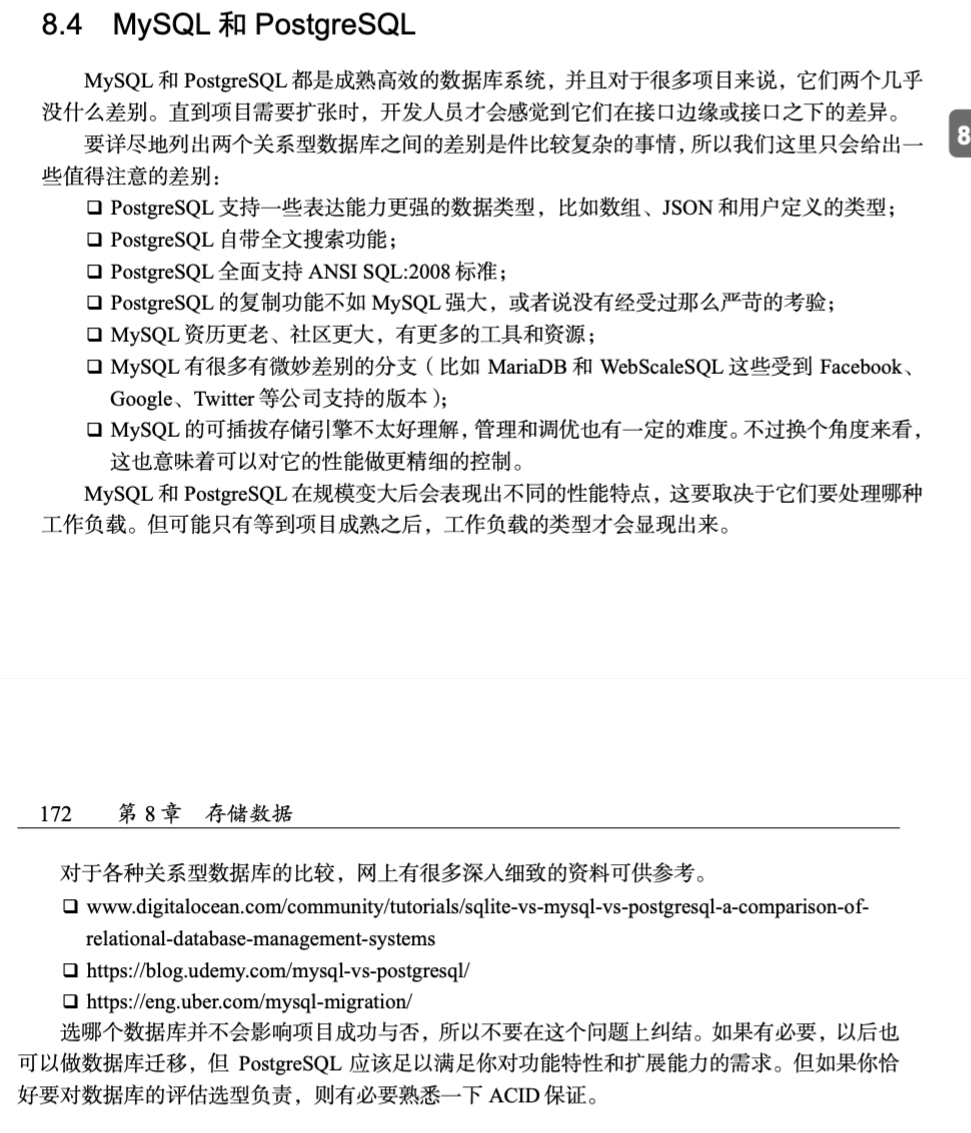 8.4 MySQL 和 PostgreSQL
MySQL 和 PostgreSQL 都是成熟高效的数据库系统，并且对于很多项目来说，它们两个几乎
没什么差别。直到项目需要扩张时，开发人员才会感觉到它们在接口边缘或接口之下的差异。
8
要详尽地列出两个关系型数据库之间的差别是件比较复杂的事情，所以我们这里只会给出一
些值得注意的差别：
❑ PostgreSQL 支持一些表达能力更强的数据类型，比如数组、JSON 和用户定义的类型；
❑ PostgreSQL 自带全文搜索功能；
❑ PostgreSQL 全面支持 ANSI SQL:2008 标准；
❑ PostgreSQL 的复制功能不如 MySQL 强大，或者说没有经受过那么严苛的考验；
❑ MySQL 资历更老、社区更大，有更多的工具和资源；
❑ MySQL 有很多有微妙差别的分支（比如 MariaDB 和 WebScaleSQL 这些受到 Facebook、
Google、Twitter 等公司支持的版本）；
❑ MySQL 的可插拔存储引擎不太好理解，管理和调优也有一定的难度。不过换个角度来看，
这也意味着可以对它的性能做更精细的控制。
MySQL 和 PostgreSQL 在规模变大后会表现出不同的性能特点，这要取决于它们要处理哪种
工作负载。但可能只有等到项目成熟之后，工作负载的类型才会显现出来。
172 第 8 章 存储数据
对于各种关系型数据库的比较，网上有很多深入细致的资料可供参考。
❑ www.digitalocean.com/community/tutorials/sqlite-vs-mysql-vs-postgresql-a-comparison-of-
relational-database-management-systems
❑ https://blog.udemy.com/mysql-vs-postgresql/
❑ https://eng.uber.com/mysql-migration/
选哪个数据库并不会影响项目成功与否，所以不要在这个问题上纠结。如果有必要，以后也
可以做数据库迁移，但 PostgreSQL 应该足以满足你对功能特性和扩展能力的需求。但如果你恰
好要对数据库的评估选型负责，则有必要熟悉一下 ACID 保证。